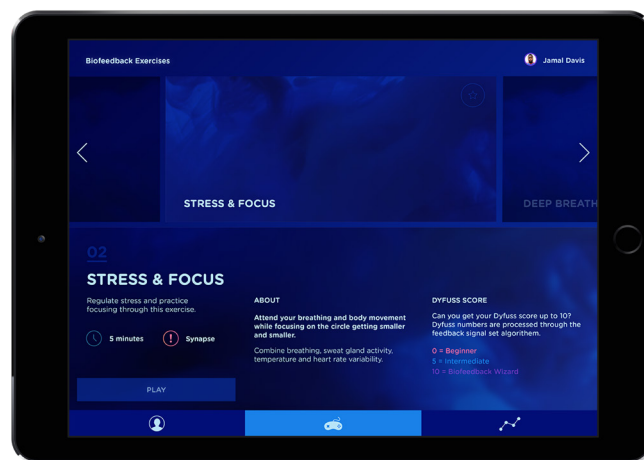 Biofeedback Exercises
Jamal Davis
STRESS & FOCUS
DEEP BREATH
02
STRESS & FOCUS
Regulate stress and practice
focusing through this exercise.
5 minutes
Synapse
PLAY
ABOUT
Attend your breathing and body movement
while focusing on the circle getting smaller
and smaller.
Combine breathing, sweat gland activity,
temperature and heart rate variability.
DYFUSS SCORE
Can you get your Dyfuss score up to 10?
Dyfuss numbers are processed through the
feedback signal set algorithem.
0 = Beginner
5 = Intermediate
10 = Biofeedback Wizard